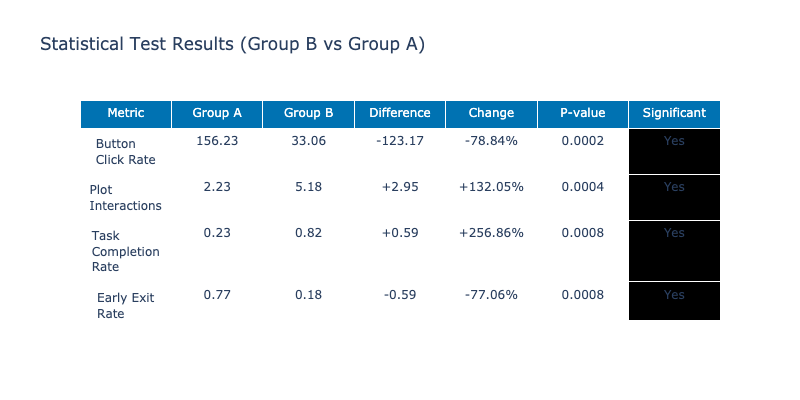 Statistical Test Results (Group B vs Group A)
Metric Group A Group B Difference Change P-value Significant
Button 156.23 33.06 -123.17 -78.84% 0.0002 Yes
Click Rate
Plot 2.23 5.18 +2.95 +132.05% 0.0004 Yes
Interactions
Task 0.23 0.82 +0.59 +256.86% 0.0008 Yes
Completion
Rate
Early Exit 0.77 0.18 -0.59 -77.06% 0.0008 Yes
Rate